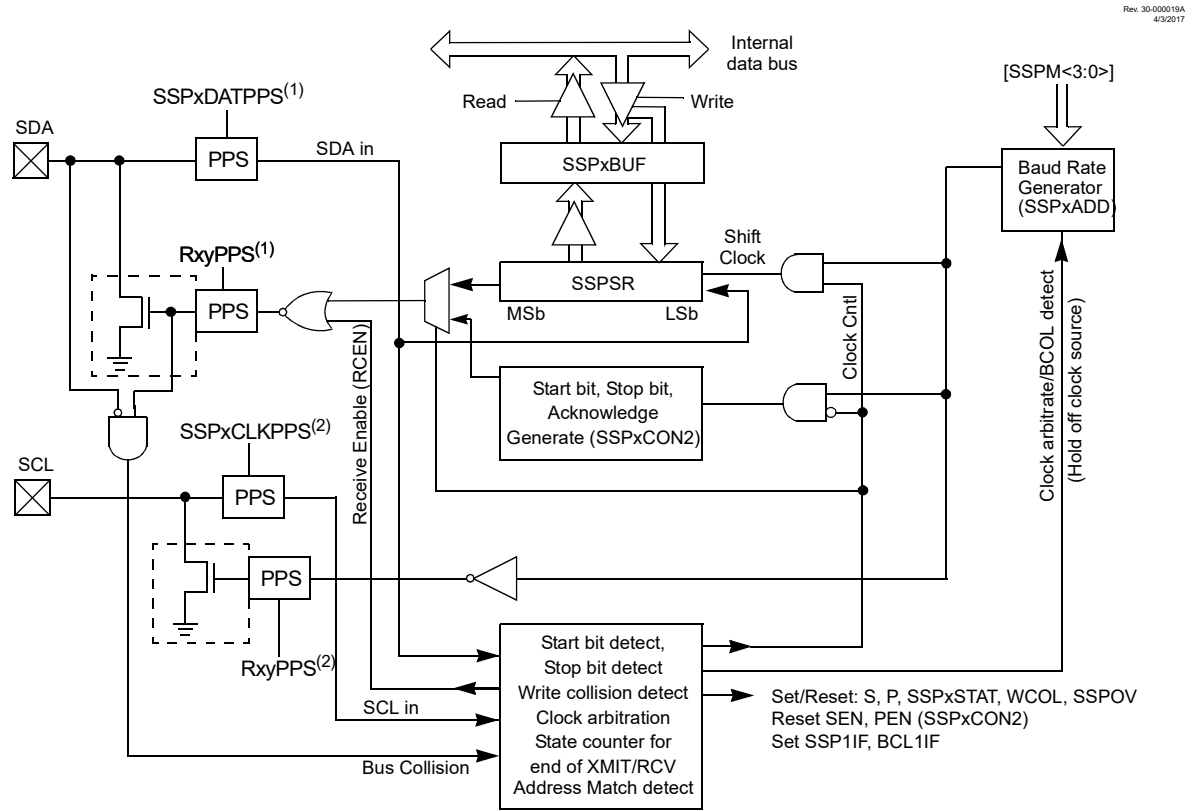 Rev. 30-000019A
4/3/2017
Internal
data bus
[SSPM<3:0>]
SSPxDATPPS(1)
Read
Write
SDA
PPS
SDA in
SSPxBUF
Baud Rate
Generator
(SSPxADD)
RxyPPS(1)
Shift
Clock
SSPSR
MSb
LSb
PPS
Receive Enable (RCEN)
Clock Cntl
Clock arbitrate/BCOL detect
(Hold off clock source)
Start bit, Stop bit,
Acknowledge
Generate (SSPxCON2)
SSPxCLKPPS(2)
SCL
PPS
PPS
RxyPPS(2)
SCL in
Bus Collision
Start bit detect,
Stop bit detect
Write collision detect
Clock arbitration
State counter for
end of XMIT/RCV
Address Match detect
Set/Reset: S, P, SSPxSTAT, WCOL, SSPOV
Reset SEN, PEN (SSPxCON2)
Set SSP1IF, BCL1IF